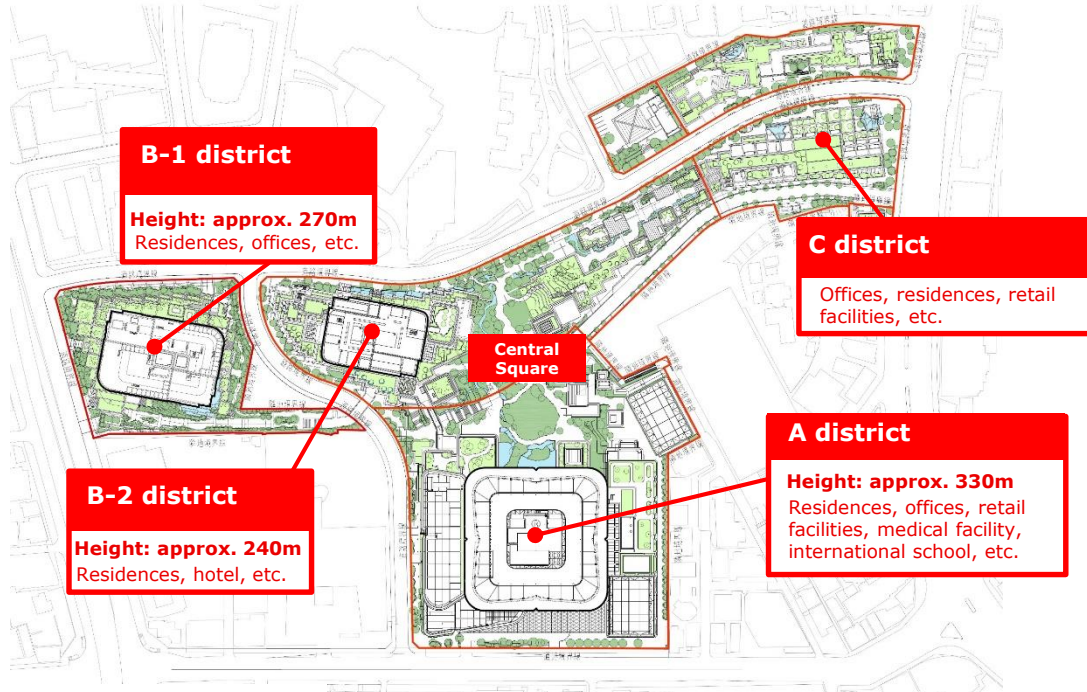 B-1 district
Height: approx. 270m
Residences, offices, etc.
C district
Offices, residences, retail
facilities, etc.
Central
Square
A district
Height: approx. 330m
Residences, offices, retail
facilities, medical facility,
international school, etc.
B-2 district
Height: approx. 240m
Residences, hotel, etc.